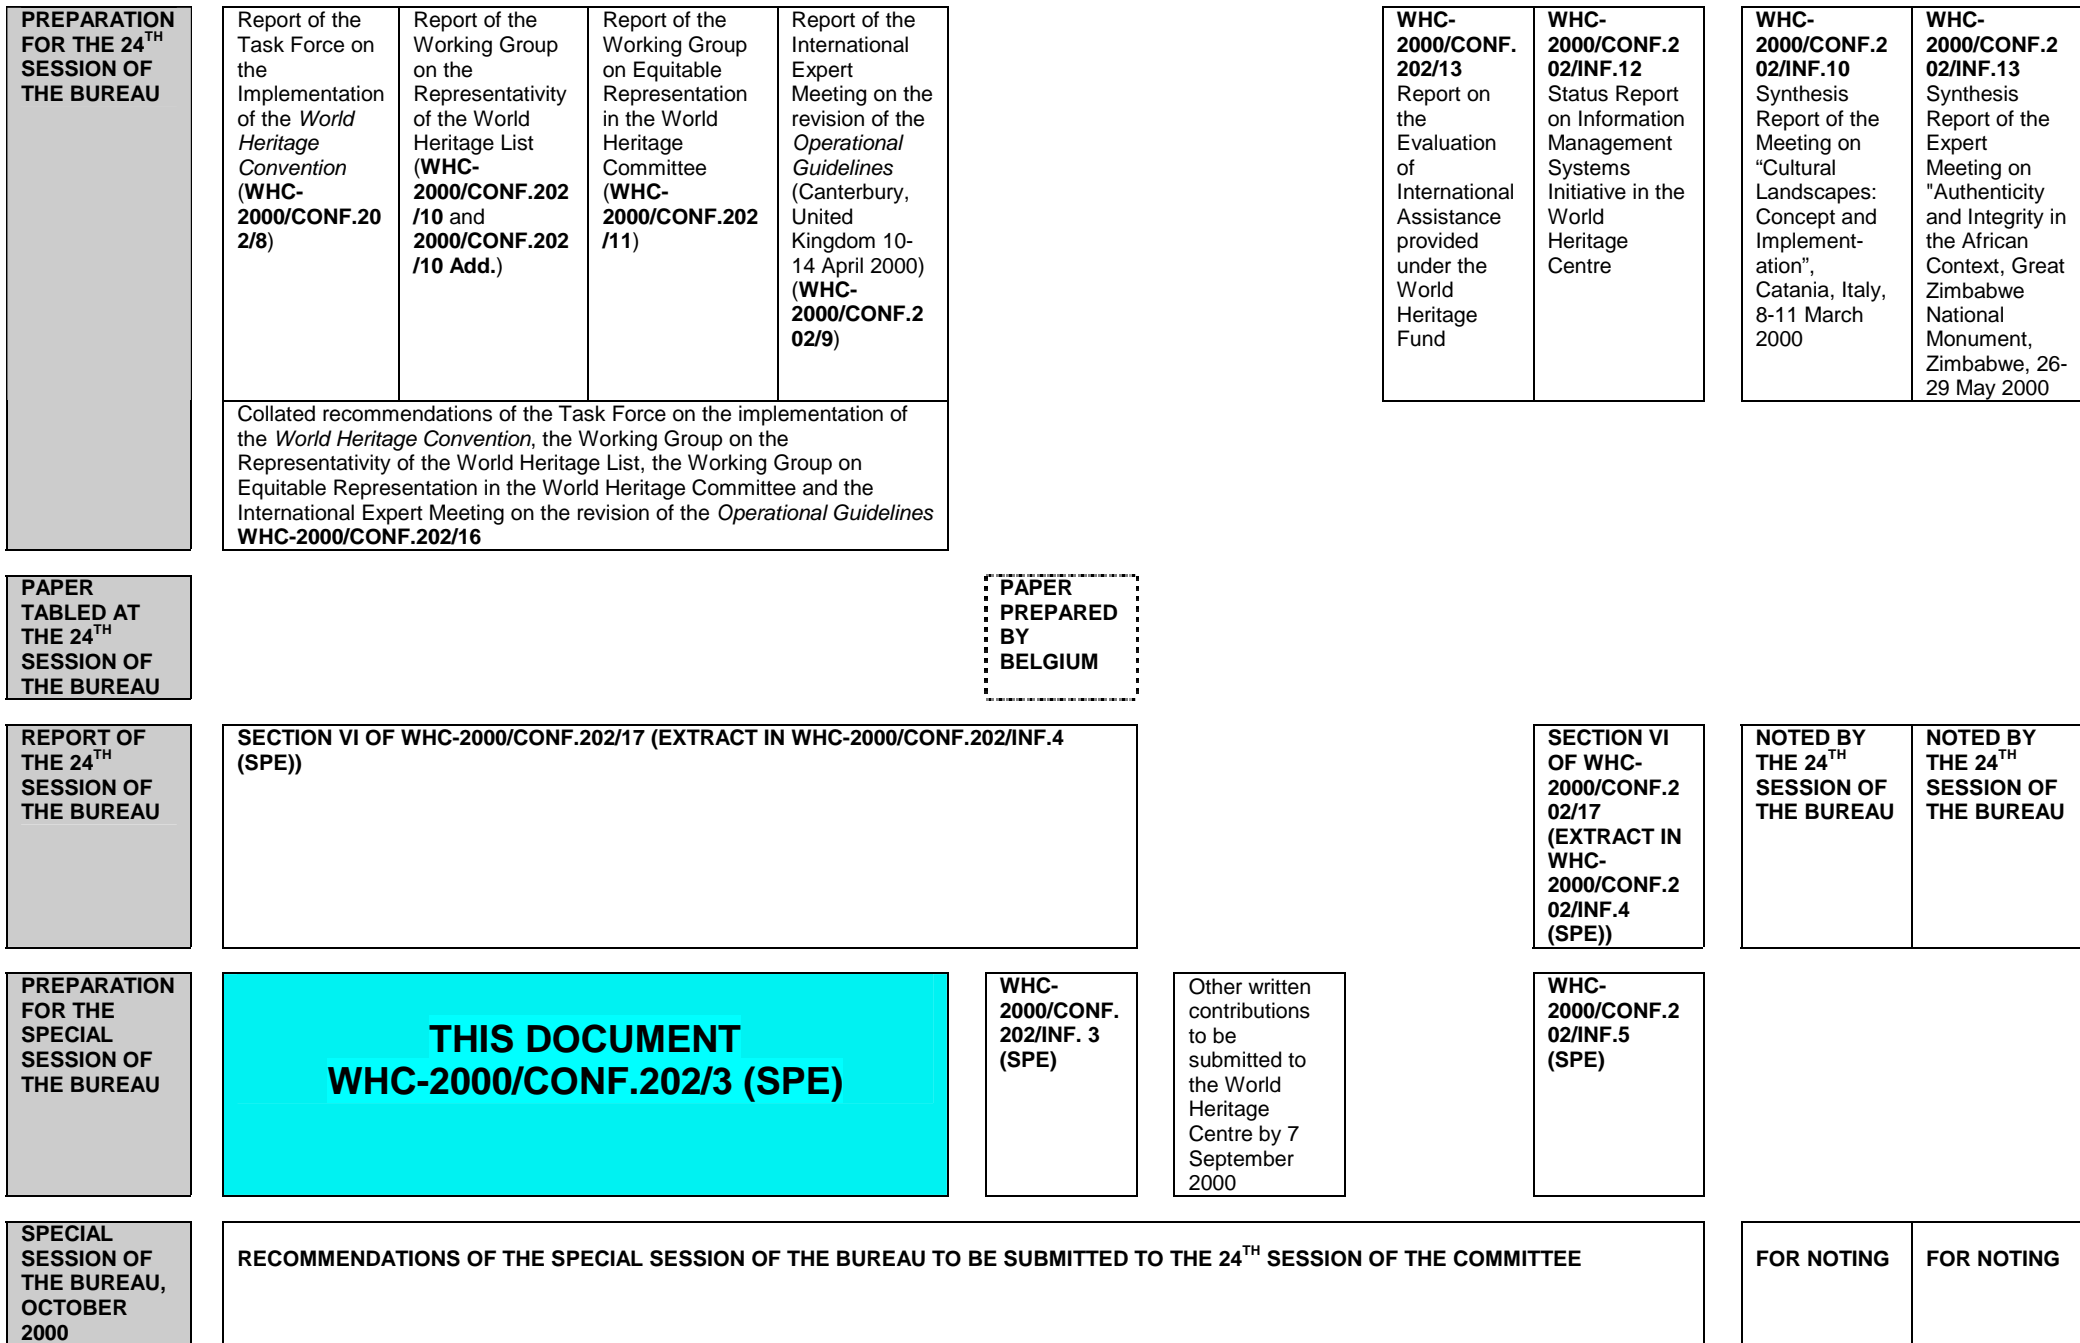 PREPARATION
FOR THE 24TH
SESSION OF
THE BUREAU
Report of the
Task Force on
the
Implementation
of the World
Heritage
Convention
(WHC-
2000/CONF.20
2/8)
Report of the
Working Group
on the
Representativity
of the World
Heritage List
(WHC-
2000/CONF.202
/10 and
2000/CONF.202
/10 Add.)
Report of the
Working Group
on Equitable
Representation
in the World
Heritage
Committee
(WHC-
2000/CONF.202
/11)
Report of the
International
Expert
Meeting on the
revision of the
Operational
Guidelines
(Canterbury,
United
Kingdom 10-
14 April 2000)
(WHC-
2000/CONF.2
02/9)
WHC-
2000/CONF.
202/13
Report on
the
Evaluation
of
International
Assistance
provided
under the
World
Heritage
Fund
WHC-
2000/CONF.2
02/INF.12
Status Report
on Information
Management
Systems
Initiative in the
World
Heritage
Centre
WHC-
2000/CONF.2
02/INF.10
Synthesis
Report of the
Meeting on
“Cultural
Landscapes:
Concept and
Implement-
ation”,
Catania, Italy,
8-11 March
2000
WHC-
2000/CONF.2
02/INF.13
Synthesis
Report of the
Expert
Meeting on
"Authenticity
and Integrity in
the African
Context, Great
Zimbabwe
National
Monument,
Zimbabwe, 26-
29 May 2000
Collated recommendations of the Task Force on the implementation of
the World Heritage Convention, the Working Group on the
Representativity of the World Heritage List, the Working Group on
Equitable Representation in the World Heritage Committee and the
International Expert Meeting on the revision of the Operational Guidelines
WHC-2000/CONF.202/16
PAPER
TABLED AT
THE 24TH
SESSION OF
THE BUREAU
PAPER
PREPARED
BY
BELGIUM
REPORT OF
THE 24TH
SESSION OF
THE BUREAU
SECTION VI OF WHC-2000/CONF.202/17 (EXTRACT IN WHC-2000/CONF.202/INF.4
(SPE))
SECTION VI
OF WHC-
2000/CONF.2
02/17
(EXTRACT IN
WHC-
2000/CONF.2
02/INF.4
(SPE))
NOTED BY
THE 24TH
SESSION OF
THE BUREAU
NOTED BY
THE 24TH
SESSION OF
THE BUREAU
PREPARATION
FOR THE
SPECIAL
SESSION OF
THE BUREAU
THIS DOCUMENT
WHC-2000/CONF.202/3 (SPE)
WHC-
2000/CONF.
202/INF. 3
(SPE)
Other written
contributions
to be
submitted to
the World
Heritage
Centre by 7
September
2000
WHC-
2000/CONF.2
02/INF.5
(SPE)
SPECIAL
SESSION OF
THE BUREAU,
OCTOBER
2000
RECOMMENDATIONS OF THE SPECIAL SESSION OF THE BUREAU TO BE SUBMITTED TO THE 24TH SESSION OF THE COMMITTEE
FOR NOTING
FOR NOTING